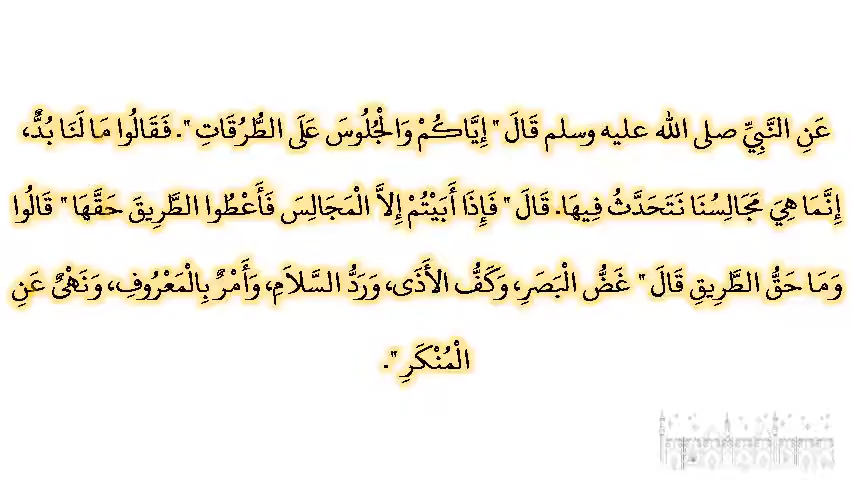 عَنِ النَّبِيِّ صلى الله عليه وسلم قَالَ " إِيَّاكُمْ وَالْجُلُوسَ عَلَى الطُّرُقَاتِ ". فَقَالُوا مَا لَنَا بُدٌّ،
إِنَّمَا هِيَ مَجَالِسُنَا نَتَحَدَّثُ فِيهَا. قَالَ " فَإِذَا أَبَيْتُمْ إِلاَّ الْمَجَالِسَ فَأَعْطُوا الطَّرِيقَ حَقَّهَا " قَالُوا
وَمَا حَقُّ الطَّرِيقِ قَالَ " غَضُّ الْبَصَرِ، وَكَفُّ الأَذَى، وَرَدُّ السَّلاَمِ، وَأَمْرٌ بِالْمَعْرُوفِ، وَنَهْىٌ عَنِ
الْمُنْكَرِ ".